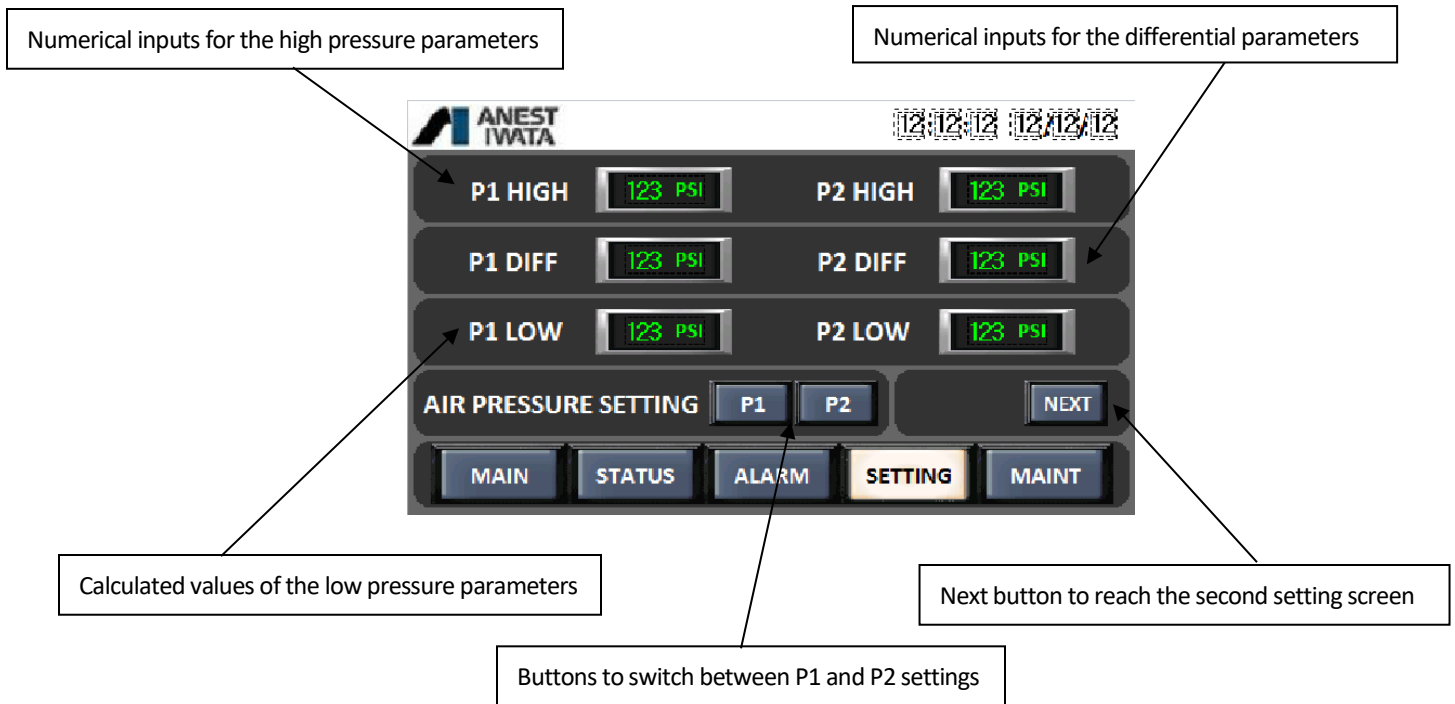 Numerical inputs for the high pressure parameters
Numerical inputs for the differential parameters
ANEST
IWATA
12:12:12 12/12/12
P1 HIGH 123 PSI P2 HIGH 123 PSI
P1 DIFF 123 PSI P2 DIFF 123 PSI
P1 LOW 123 PSI P2 LOW 123 PSI
AIR PRESSURE SETTING P1 P2 NEXT
MAIN STATUS ALARM SETTING MAINT
Calculated values of the low pressure parameters
Next button to reach the second setting screen
Buttons to switch between P1 and P2 settings